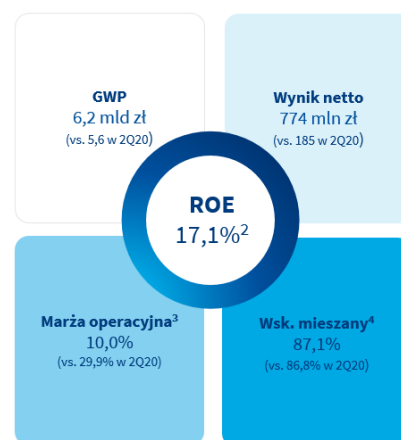 GWP
6,2 mld zł
(vs. 5,6 w 2Q20)
Wynik netto
774 mln zł
(vs. 185 w 2Q20)
ROE
17,1%²
Marża operacyjna³
10,0%
(vs. 29,9% w 2Q20)
Wsk. mieszany⁴
87,1%
(vs. 86,8% w 2Q20)